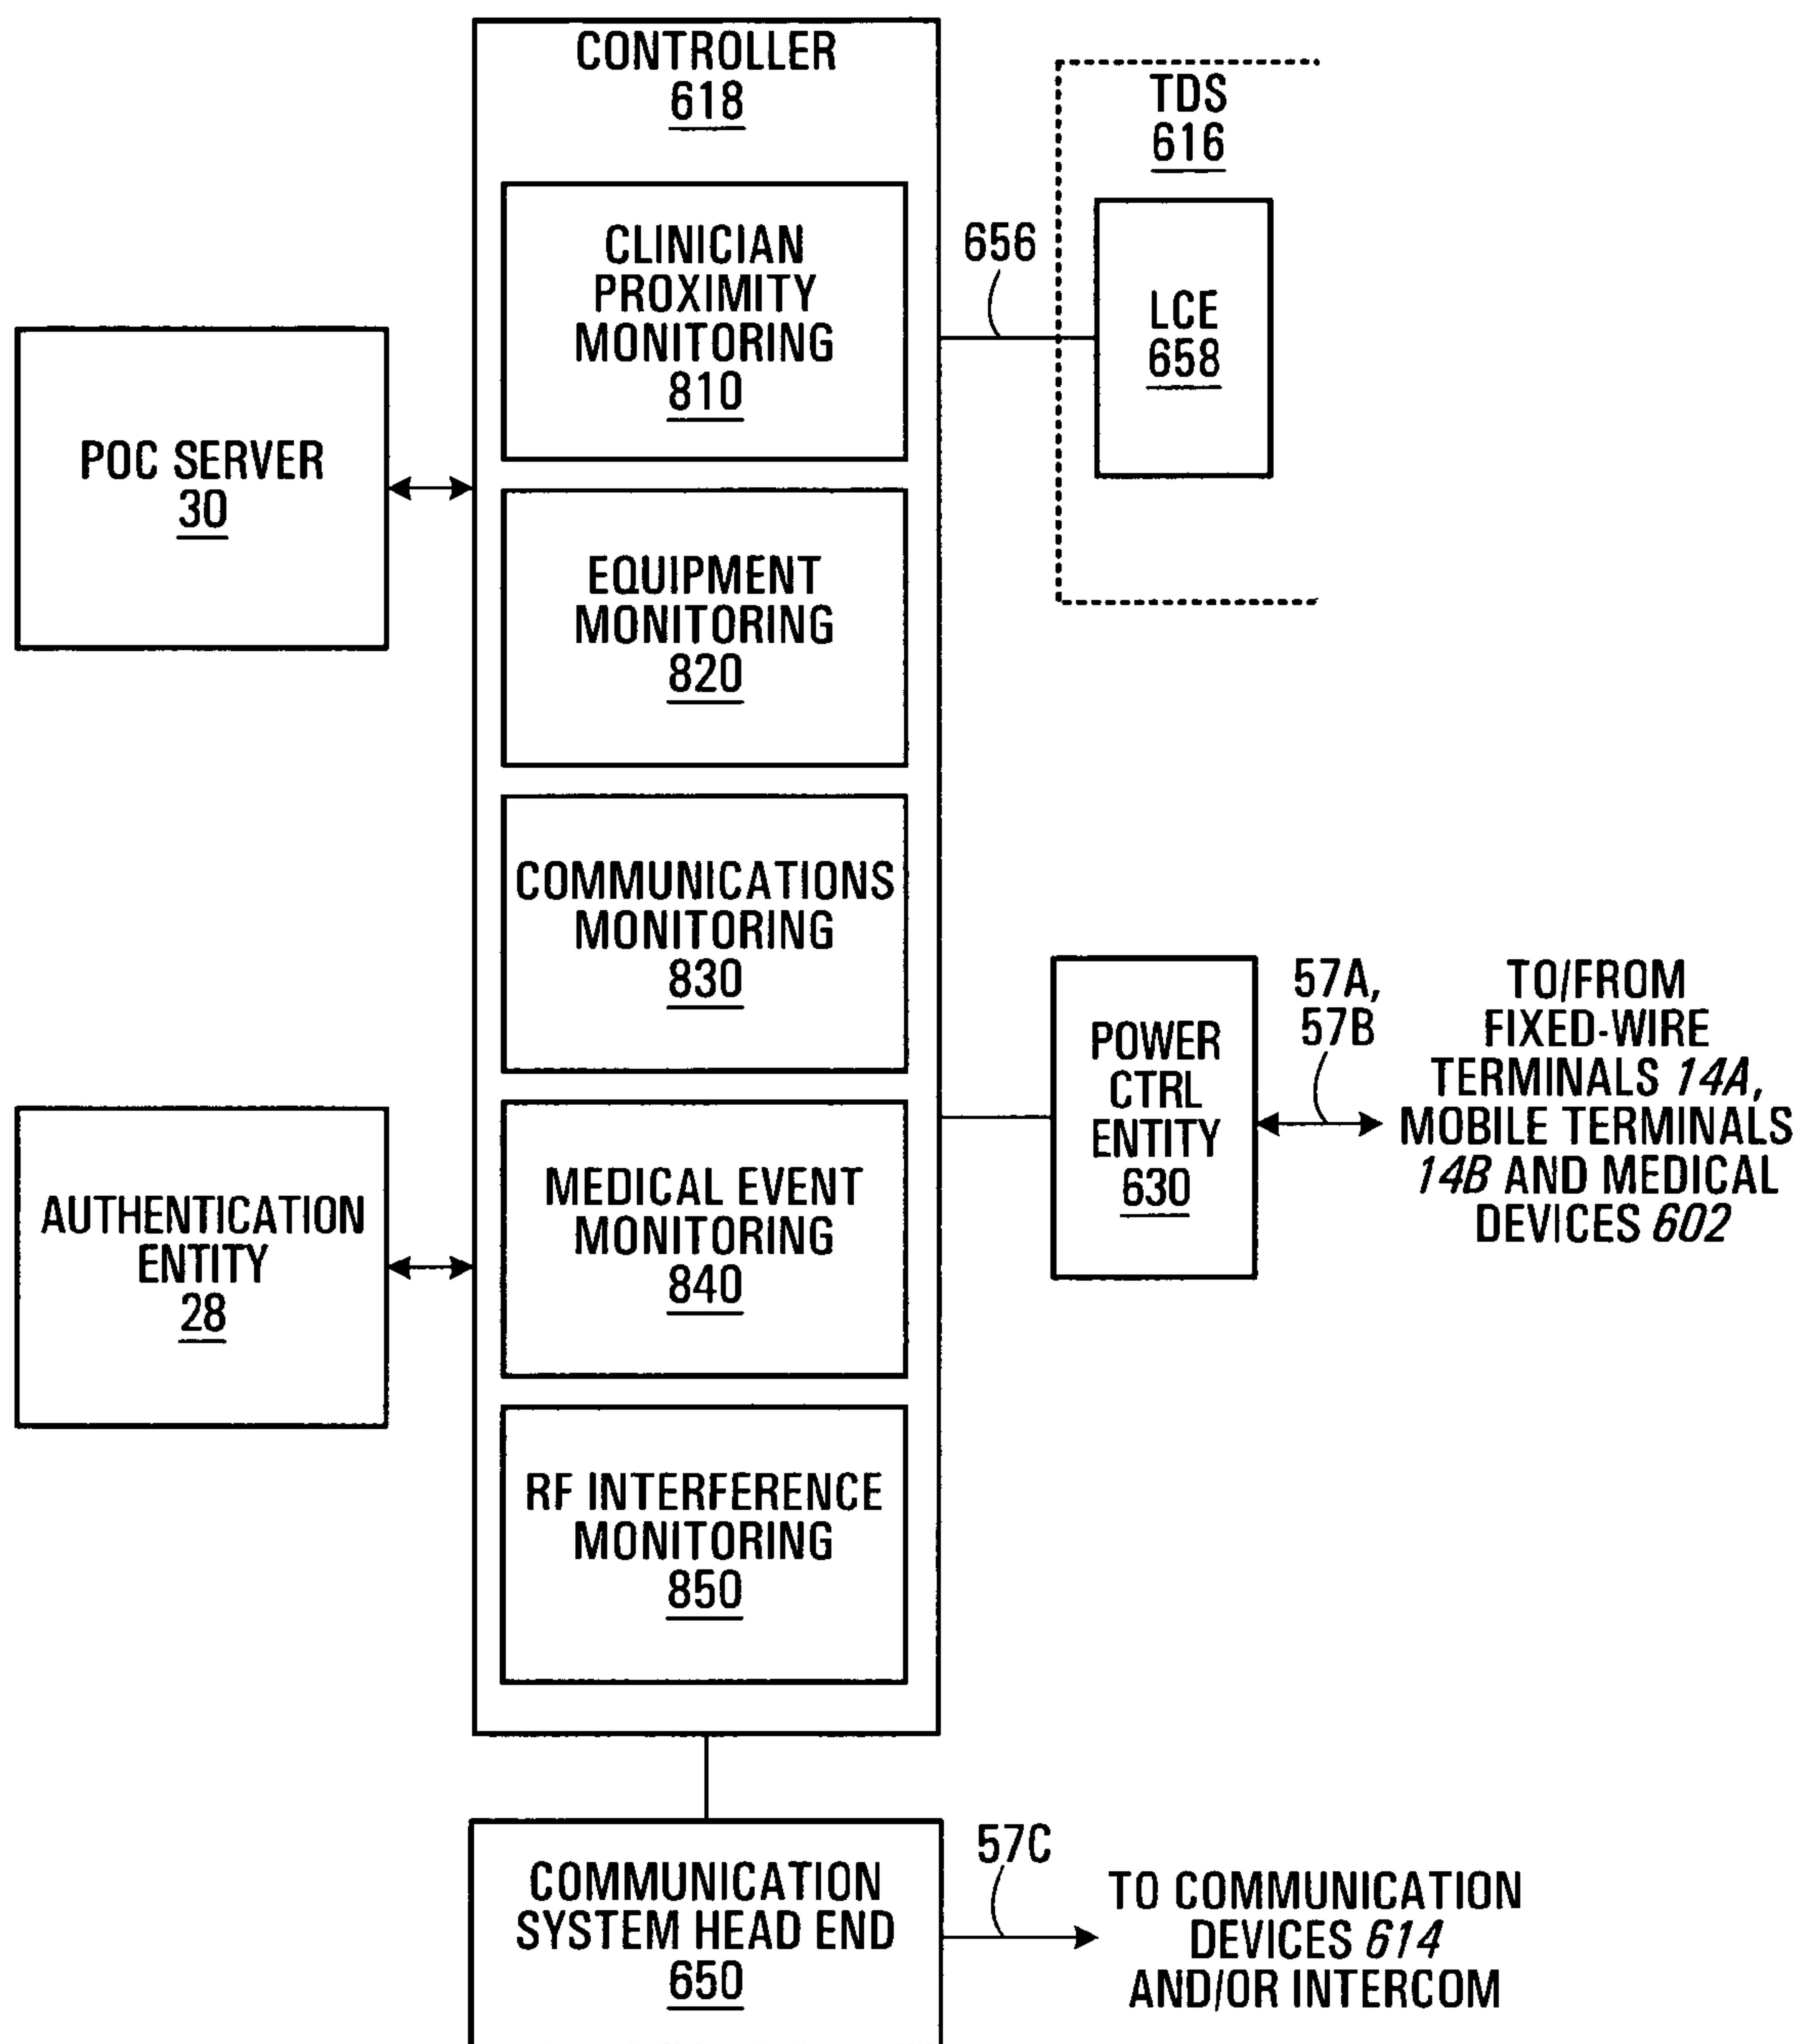 CONTROLLER
618
CLINICIAN
PROXIMITY
MONITORING
810
EQUIPMENT
MONITORING
820
COMMUNICATIONS
MONITORING
830
MEDICAL EVENT
MONITORING
840
RF INTERFERENCE
MONITORING
850
POC SERVER
30
AUTHENTICATION
ENTITY
28
TDS
616
656
LCE
658
POWER
CTRL
ENTITY
630
57A,
57B
TO/FROM
FIXED-WIRE
TERMINALS 14A,
MOBILE TERMINALS
14B AND MEDICAL
DEVICES 602
COMMUNICATION
SYSTEM HEAD END
650
57C
TO COMMUNICATION
DEVICES 614
AND/OR INTERCOM